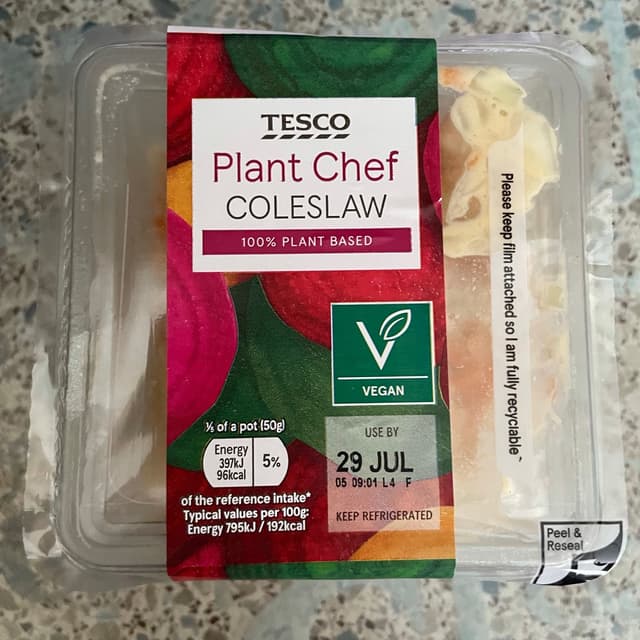 TESCO
Plant Chef
COLESLAW
100% PLANT BASED
Please keep film attached so I am fully recyclable
V
VEGAN
USE BY
29 JUL
05 09:01 L4 F
KEEP REFRIGERATED
of a pot (50g)
Energy
397kJ
96kcal
5%
of the reference intake*
Typical values per 100g:
Energy 795kJ / 192kcal
Peel &
Reseal